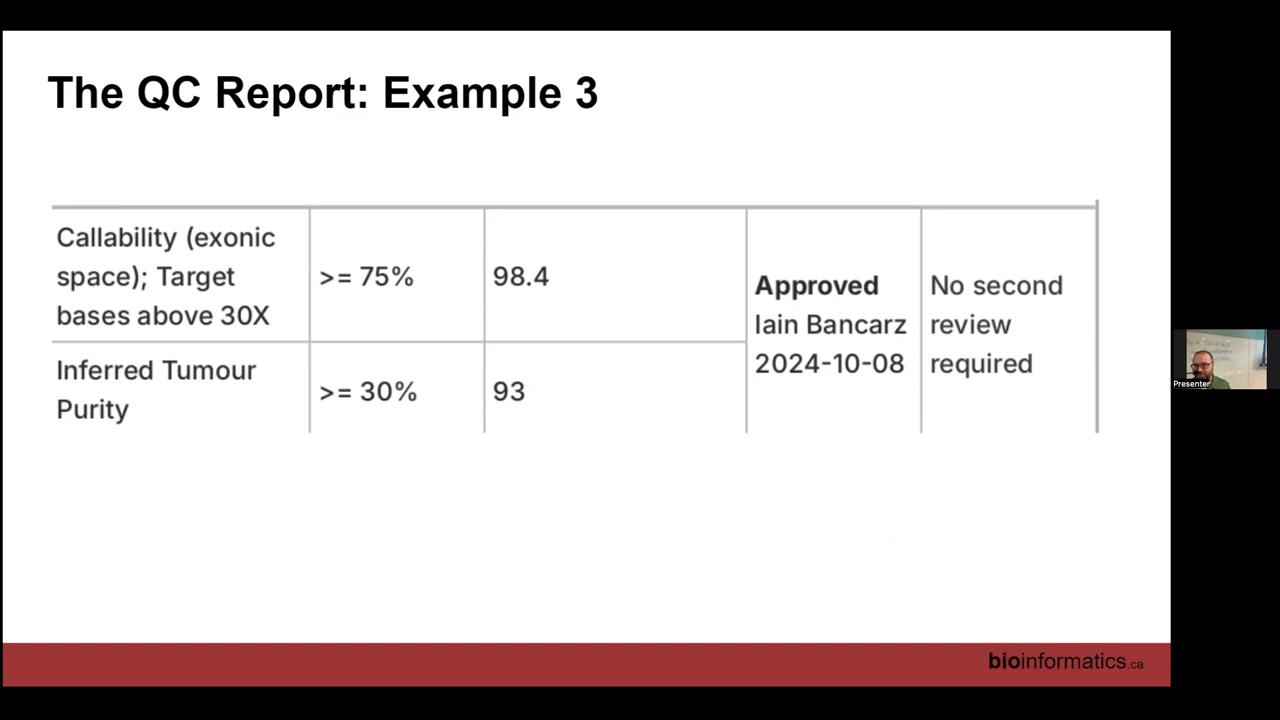 The QC Report: Example 3
Callability (exonic
space); Target
bases above 30X
>= 75%
98.4
Inferred Tumour
Purity
>= 30%
93
Approved
Iain Bancarz
2024-10-08
No second
review
required
bioinformatics.ca
Presenter